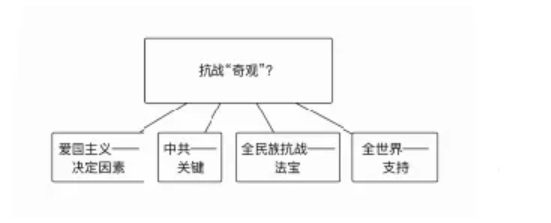 抗战“奇观”？
爱国主义——
决定因素
中共——
关键
全民族抗战——
法宝
全世界——
支持